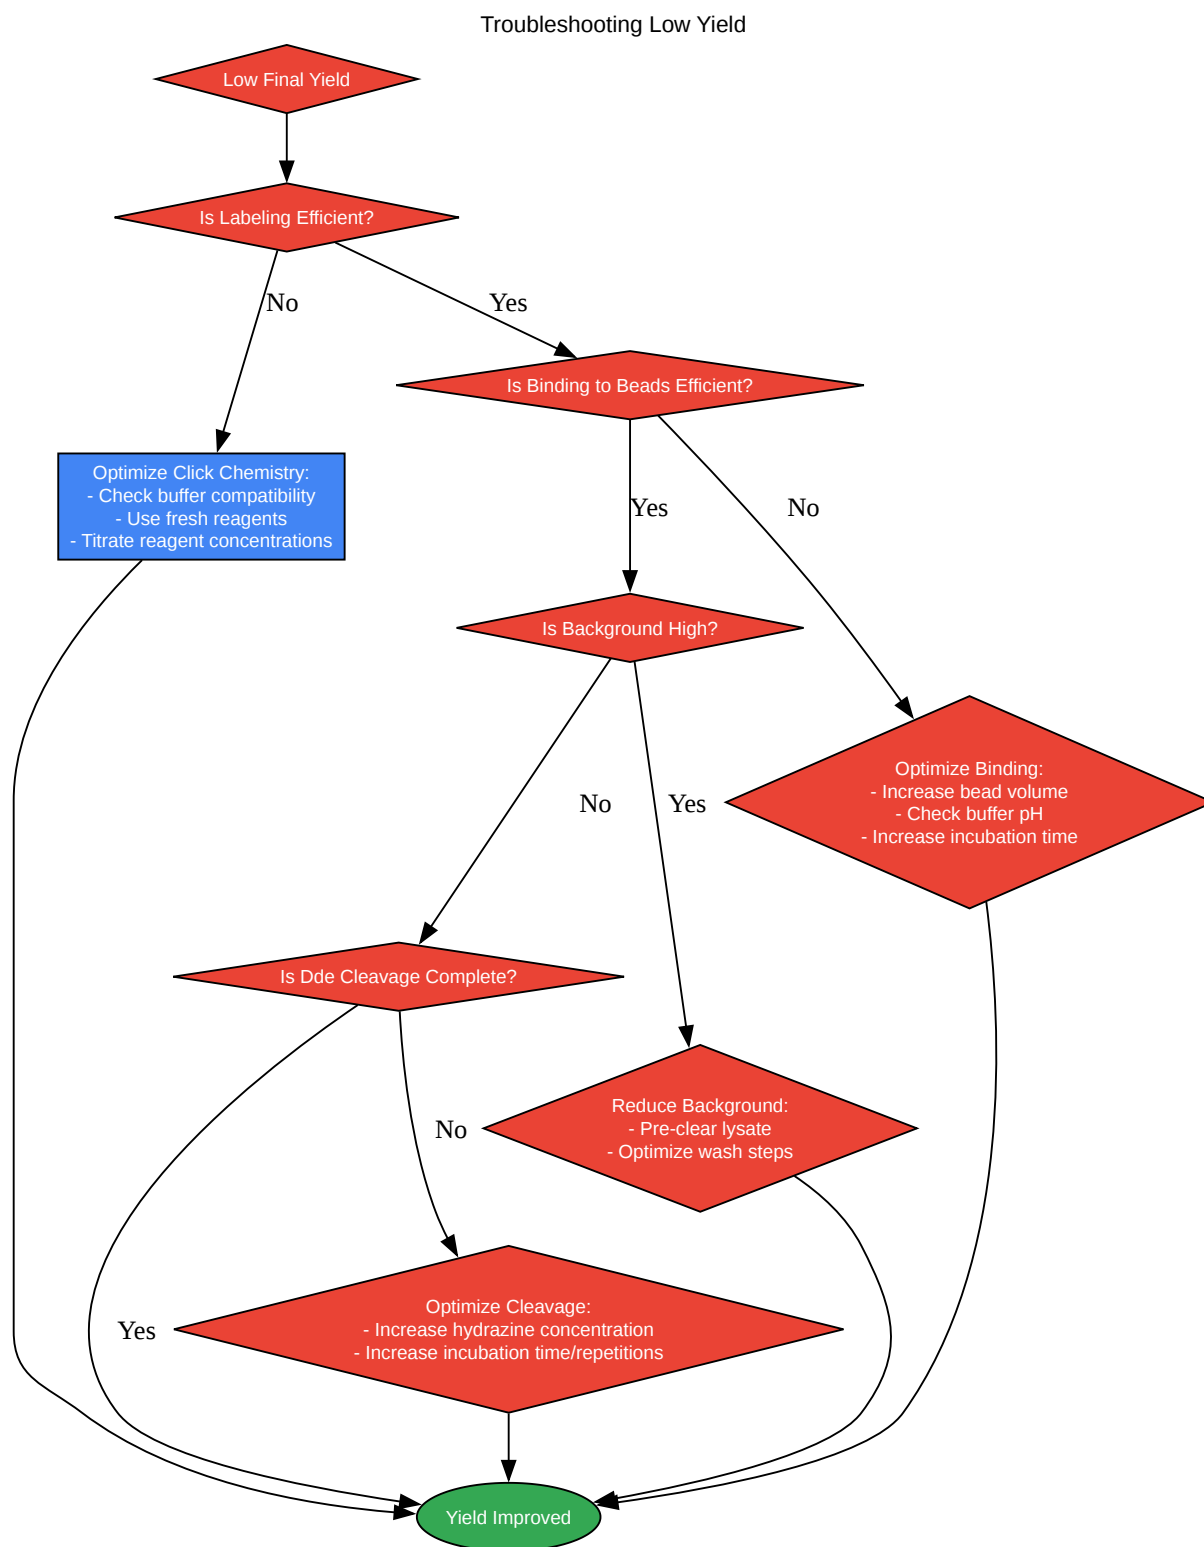 Troubleshooting Low Yield
Low Final Yield
Is Labeling Efficient?
No
Yes
Is Binding to Beads Efficient?
Optimize Click Chemistry:
- Check buffer compatibility
- Use fresh reagents
- Titrate reagent concentrations
Yes
No
Is Background High?
Optimize Binding:
- Increase bead volume
- Check buffer pH
- Increase incubation time
No
Yes
Is Dde Cleavage Complete?
Reduce Background:
- Pre-clear lysate
- Optimize wash steps
No
Yes
Optimize Cleavage:
- Increase hydrazine concentration
- Increase incubation time/repetitions
Yield Improved